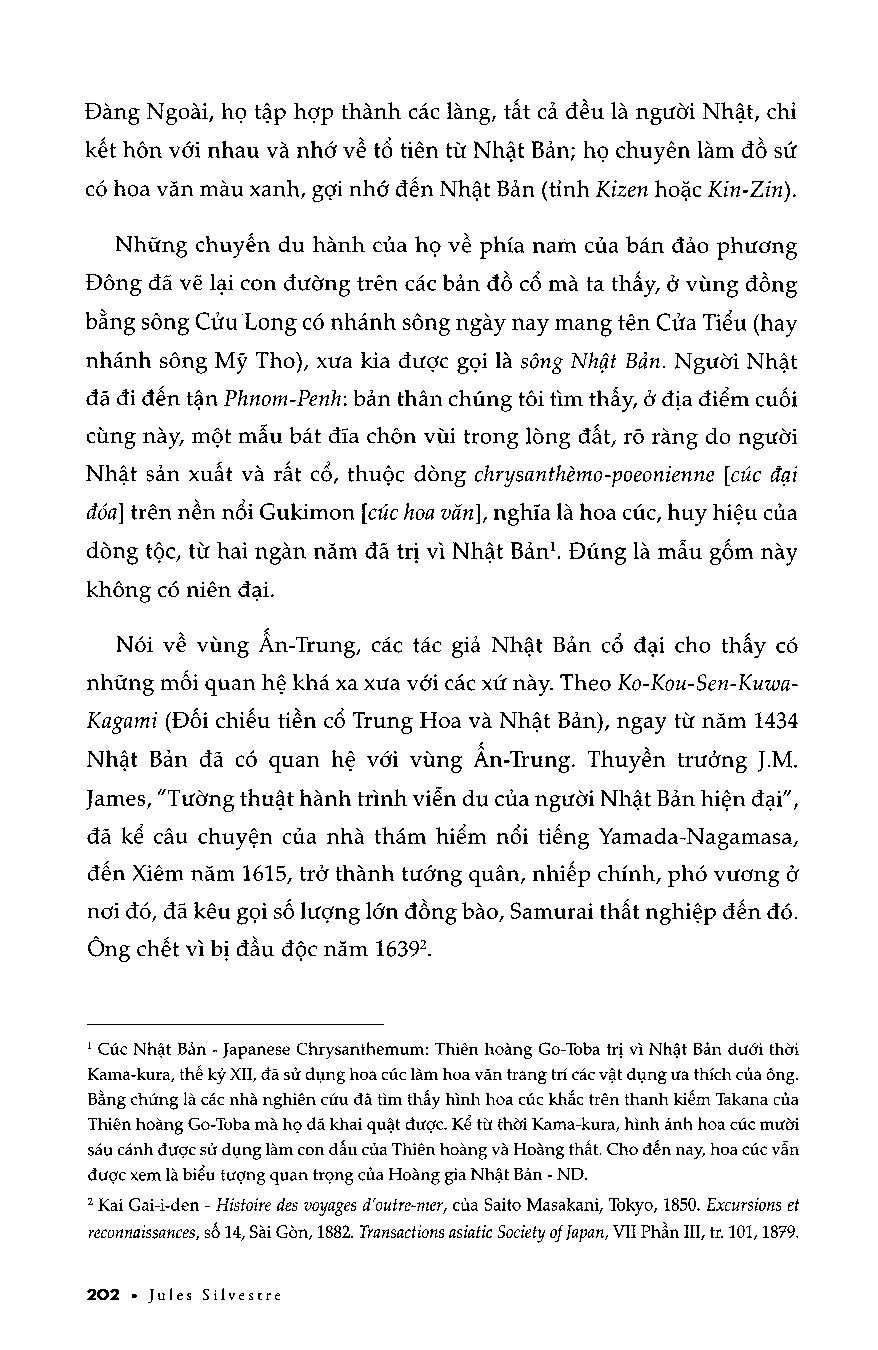 Đàng Ngoài, họ tập hợp thành các làng, tất cả đều là người Nhật, chỉ
kết hôn với nhau và nhớ về tổ tiên từ Nhật Bản; họ chuyên làm đồ sứ
có hoa văn màu xanh, gợi nhớ đến Nhật Bản (tỉnh Kizen hoặc Kin-Zin).
Những chuyến du hành của họ về phía nam của bán đảo phương
Đông đã vẽ lại con đường trên các bản đồ cổ mà ta thấy, ở vùng đồng
bằng sông Cửu Long có nhánh sông ngày nay mang tên Cửa Tiểu (hay
nhánh sông Mỹ Tho), xưa kia được gọi là sông Nhật Bản. Người Nhật
đã đi đến tận Phnom-Penh: bản thân chúng tôi tìm thấy, ở địa điểm cuối
cùng này, một mẫu bát đĩa chôn vùi trong lòng đất, rõ ràng do người
Nhật sản xuất và rất cổ, thuộc dòng chrysanthèmo-poeonienne [cúc đại
đóa] trên nền nổi Gukimon [cúc hoa văn], nghĩa là hoa cúc, huy hiệu của
dòng tộc, từ hai ngàn năm đã trị vì Nhật Bản¹. Đúng là mẫu gốm này
không có niên đại.
Nói về vùng Ấn-Trung, các tác giả Nhật Bản cổ đại cho thấy có
những mối quan hệ khá xa xưa với các xứ này. Theo Ko-Kou-Sen-Kuwa-
Kagami (Đối chiếu tiền cổ Trung Hoa và Nhật Bản), ngay từ năm 1434
Nhật Bản đã có quan hệ với vùng Ấn-Trung. Thuyền trưởng J.M.
James, "Tường thuật hành trình viễn du của người Nhật Bản hiện đại",
đã kể câu chuyện của nhà thám hiểm nổi tiếng Yamada-Nagamasa,
đến Xiêm năm 1615, trở thành tướng quân, nhiếp chính, phó vương ở
nơi đó, đã kêu gọi số lượng lớn đồng bào, Samurai thất nghiệp đến đó.
Ông chết vì bị đầu độc năm 1639².
¹ Cúc Nhật Bản - Japanese Chrysanthemum: Thiên hoàng Go-Toba trị vì Nhật Bản dưới thời
Kama-kura, thế kỷ XII, đã sử dụng hoa cúc làm hoa văn trang trí các vật dụng ưa thích của ông.
Bằng chứng là các nhà nghiên cứu đã tìm thấy hình hoa cúc khắc trên thanh kiếm Takana của
Thiên hoàng Go-Toba mà họ đã khai quật được. Kể từ thời Kama-kura, hình ảnh hoa cúc mười
sáu cánh được sử dụng làm con dấu của Thiên hoàng và Hoàng thất. Cho đến nay, hoa cúc vẫn
được xem là biểu tượng quan trọng của Hoàng gia Nhật Bản - ND.
² Kai Gai-i-den - Histoire des voyages d'outre-mer, của Saito Masakani, Tokyo, 1850. Excursions et
reconnaissances, số 14, Sài Gòn, 1882. Transactions asiatic Society of Japan, VII Phần III, tr. 101, 1879.
202 • Jules Silvestre